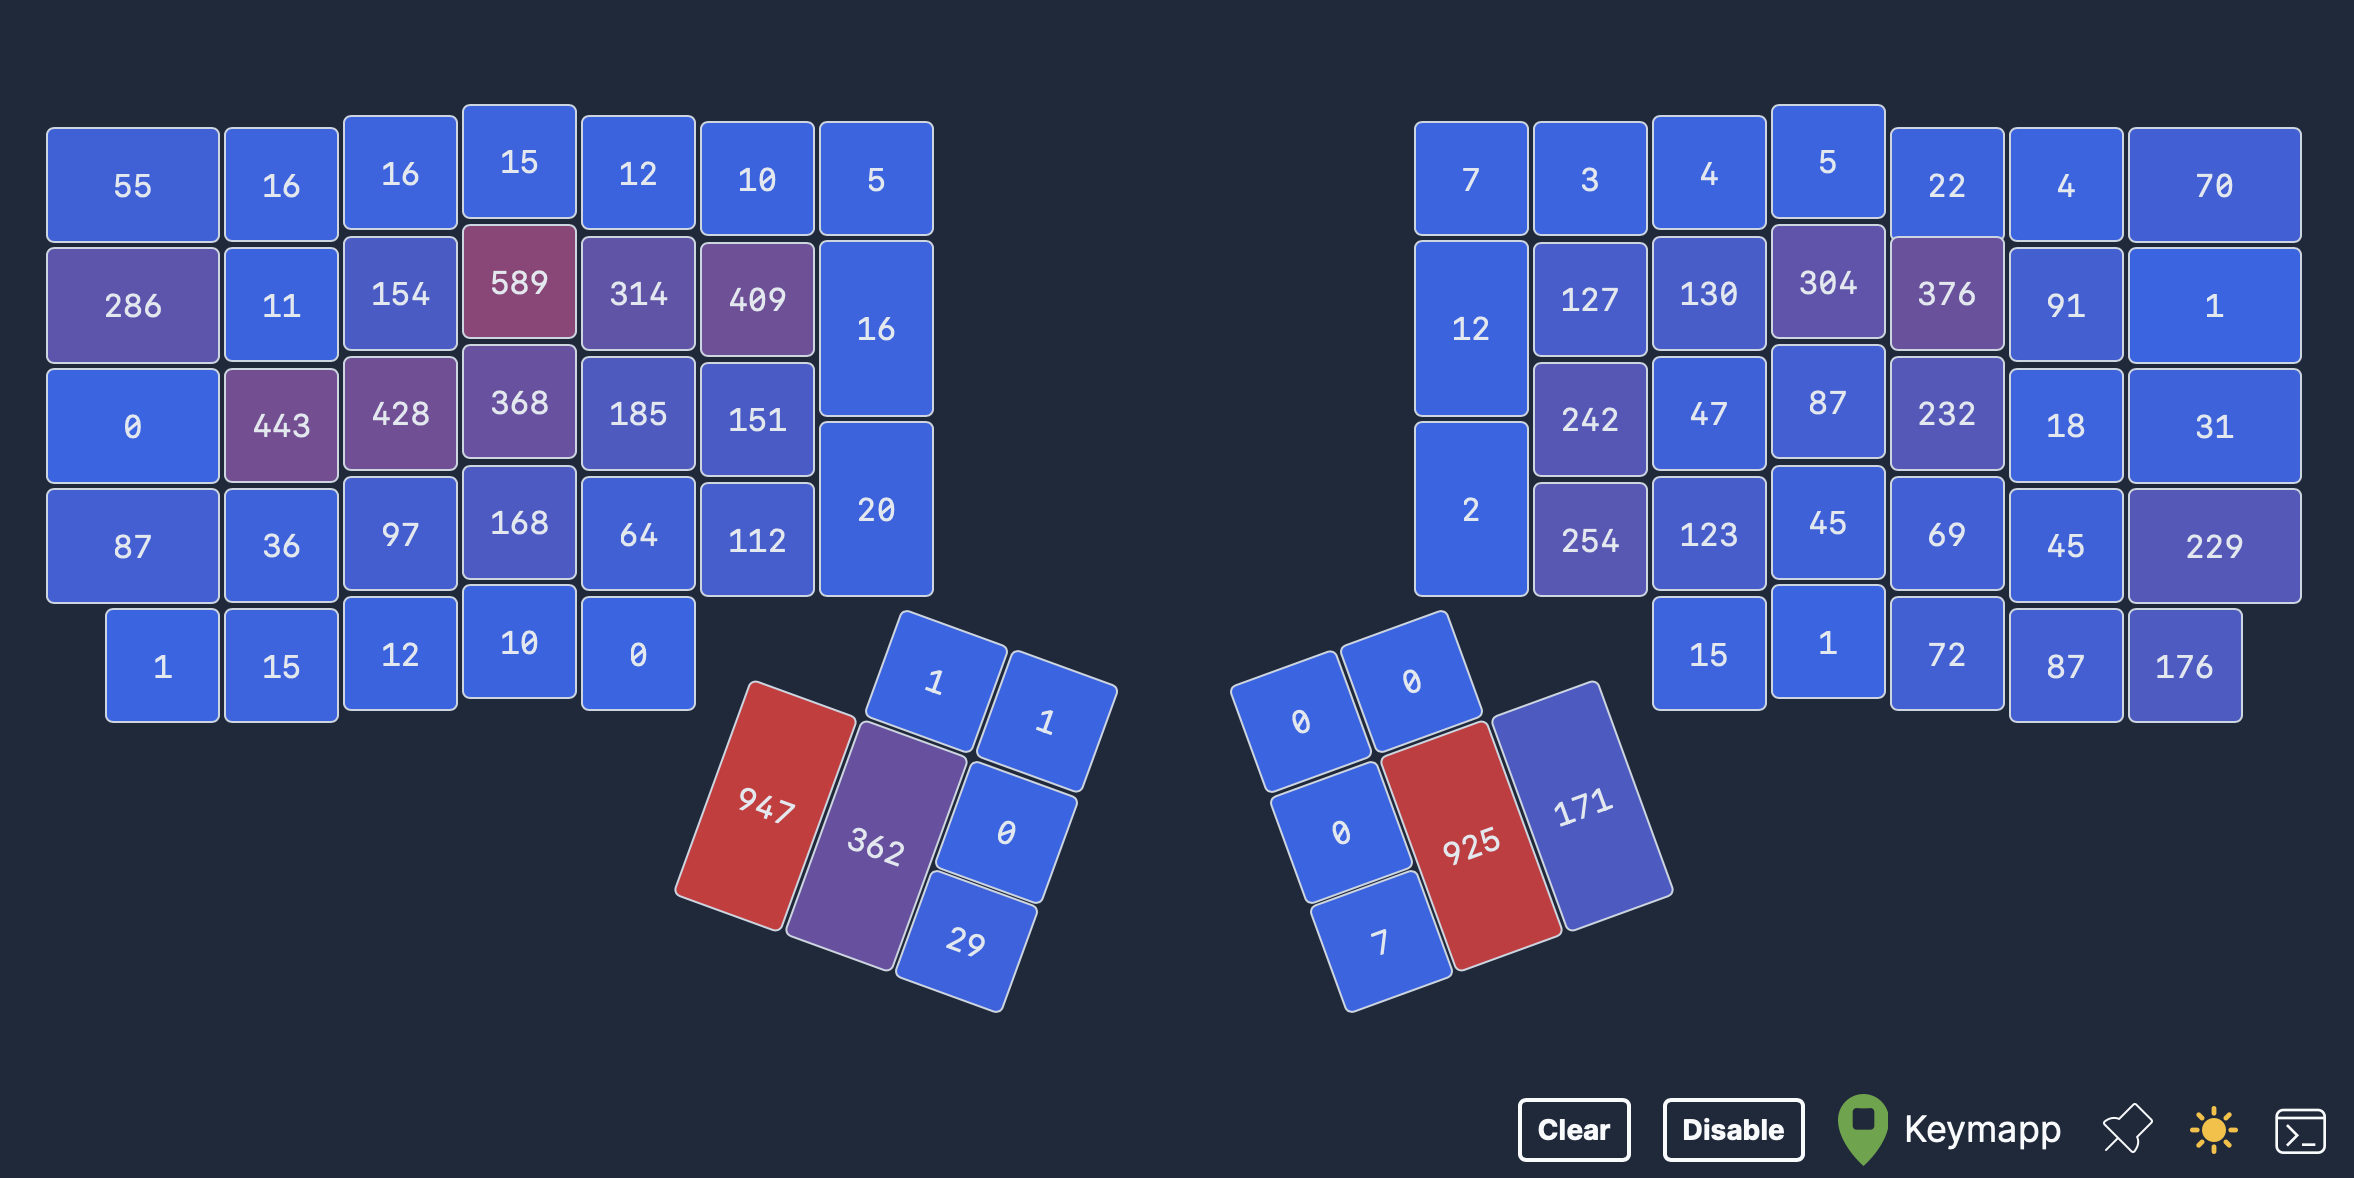 55 16 16 15 12 10 5 7 3 4 5 22 4 70
286 11 154 589 314 409 16 12 127 130 304 376 91 1
0 443 428 368 185 151 20 2 242 47 87 232 18 31
87 36 97 168 64 112 254 123 45 69 45 229
1 15 12 10 0 15 1 72 87 176
1 1 0 0
947 362 0 0 925 171
29 7
Clear Disable Keymapp